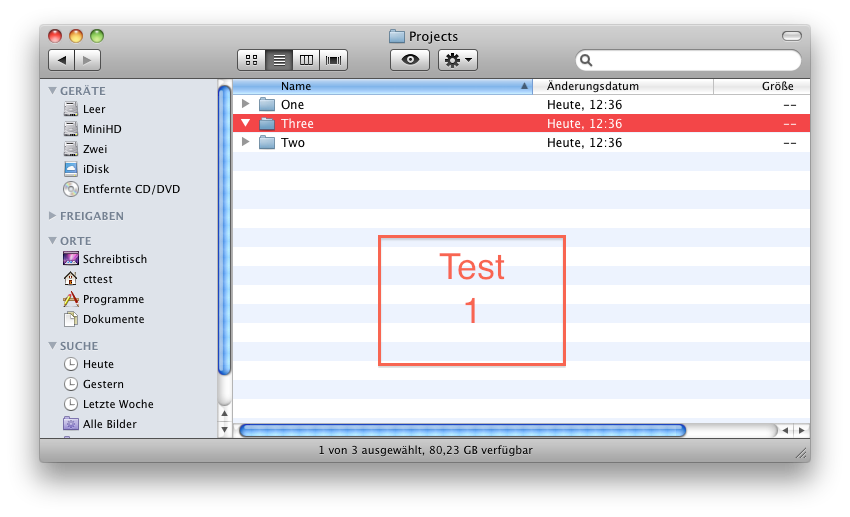 Projects
Name Änderungsdatum Größe
GERÄTE
Leer
MiniHD
Zwei
iDisk
Entfernte CD/DVD
FREIGABEN
ORTE
Schreibtisch
cttest
Programme
Dokumente
SUCHE
Heute
Gestern
Letzte Woche
Alle Bilder
One Heute, 12:36 --
Three Heute, 12:36 --
Two Heute, 12:36 --
Test
1
1 von 3 ausgewählt, 80,23 GB verfügbar